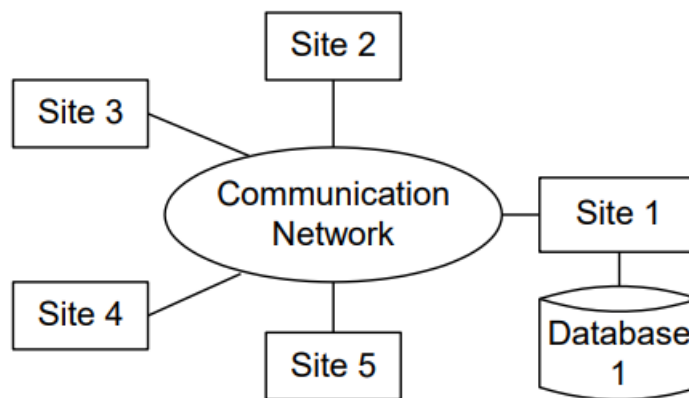 Site 2
Site 3
Communication
Network
Site 1
Site 4
Site 5
Database
1